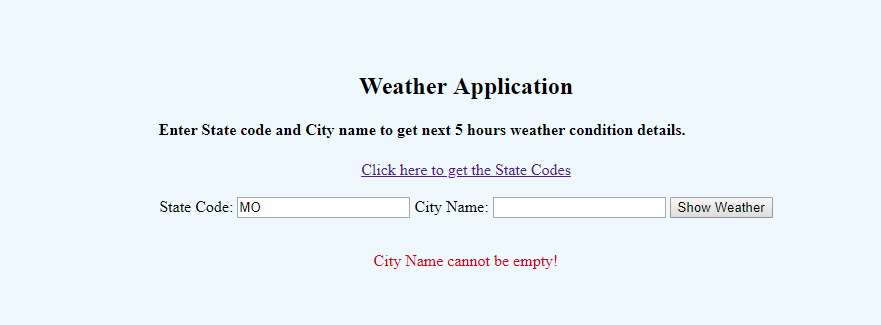 Weather Application
Enter State code and City name to get next 5 hours weather condition details.
Click here to get the State Codes
State Code: MO City Name: Show Weather
City Name cannot be empty!